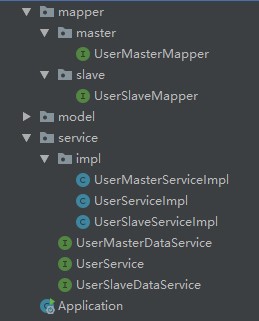 mapper
master
UserMasterMapper
slave
UserSlaveMapper
model
service
impl
UserMasterServiceImpl
UserServiceImpl
UserSlaveServiceImpl
UserMasterDataService
UserService
UserSlaveDataService
Application